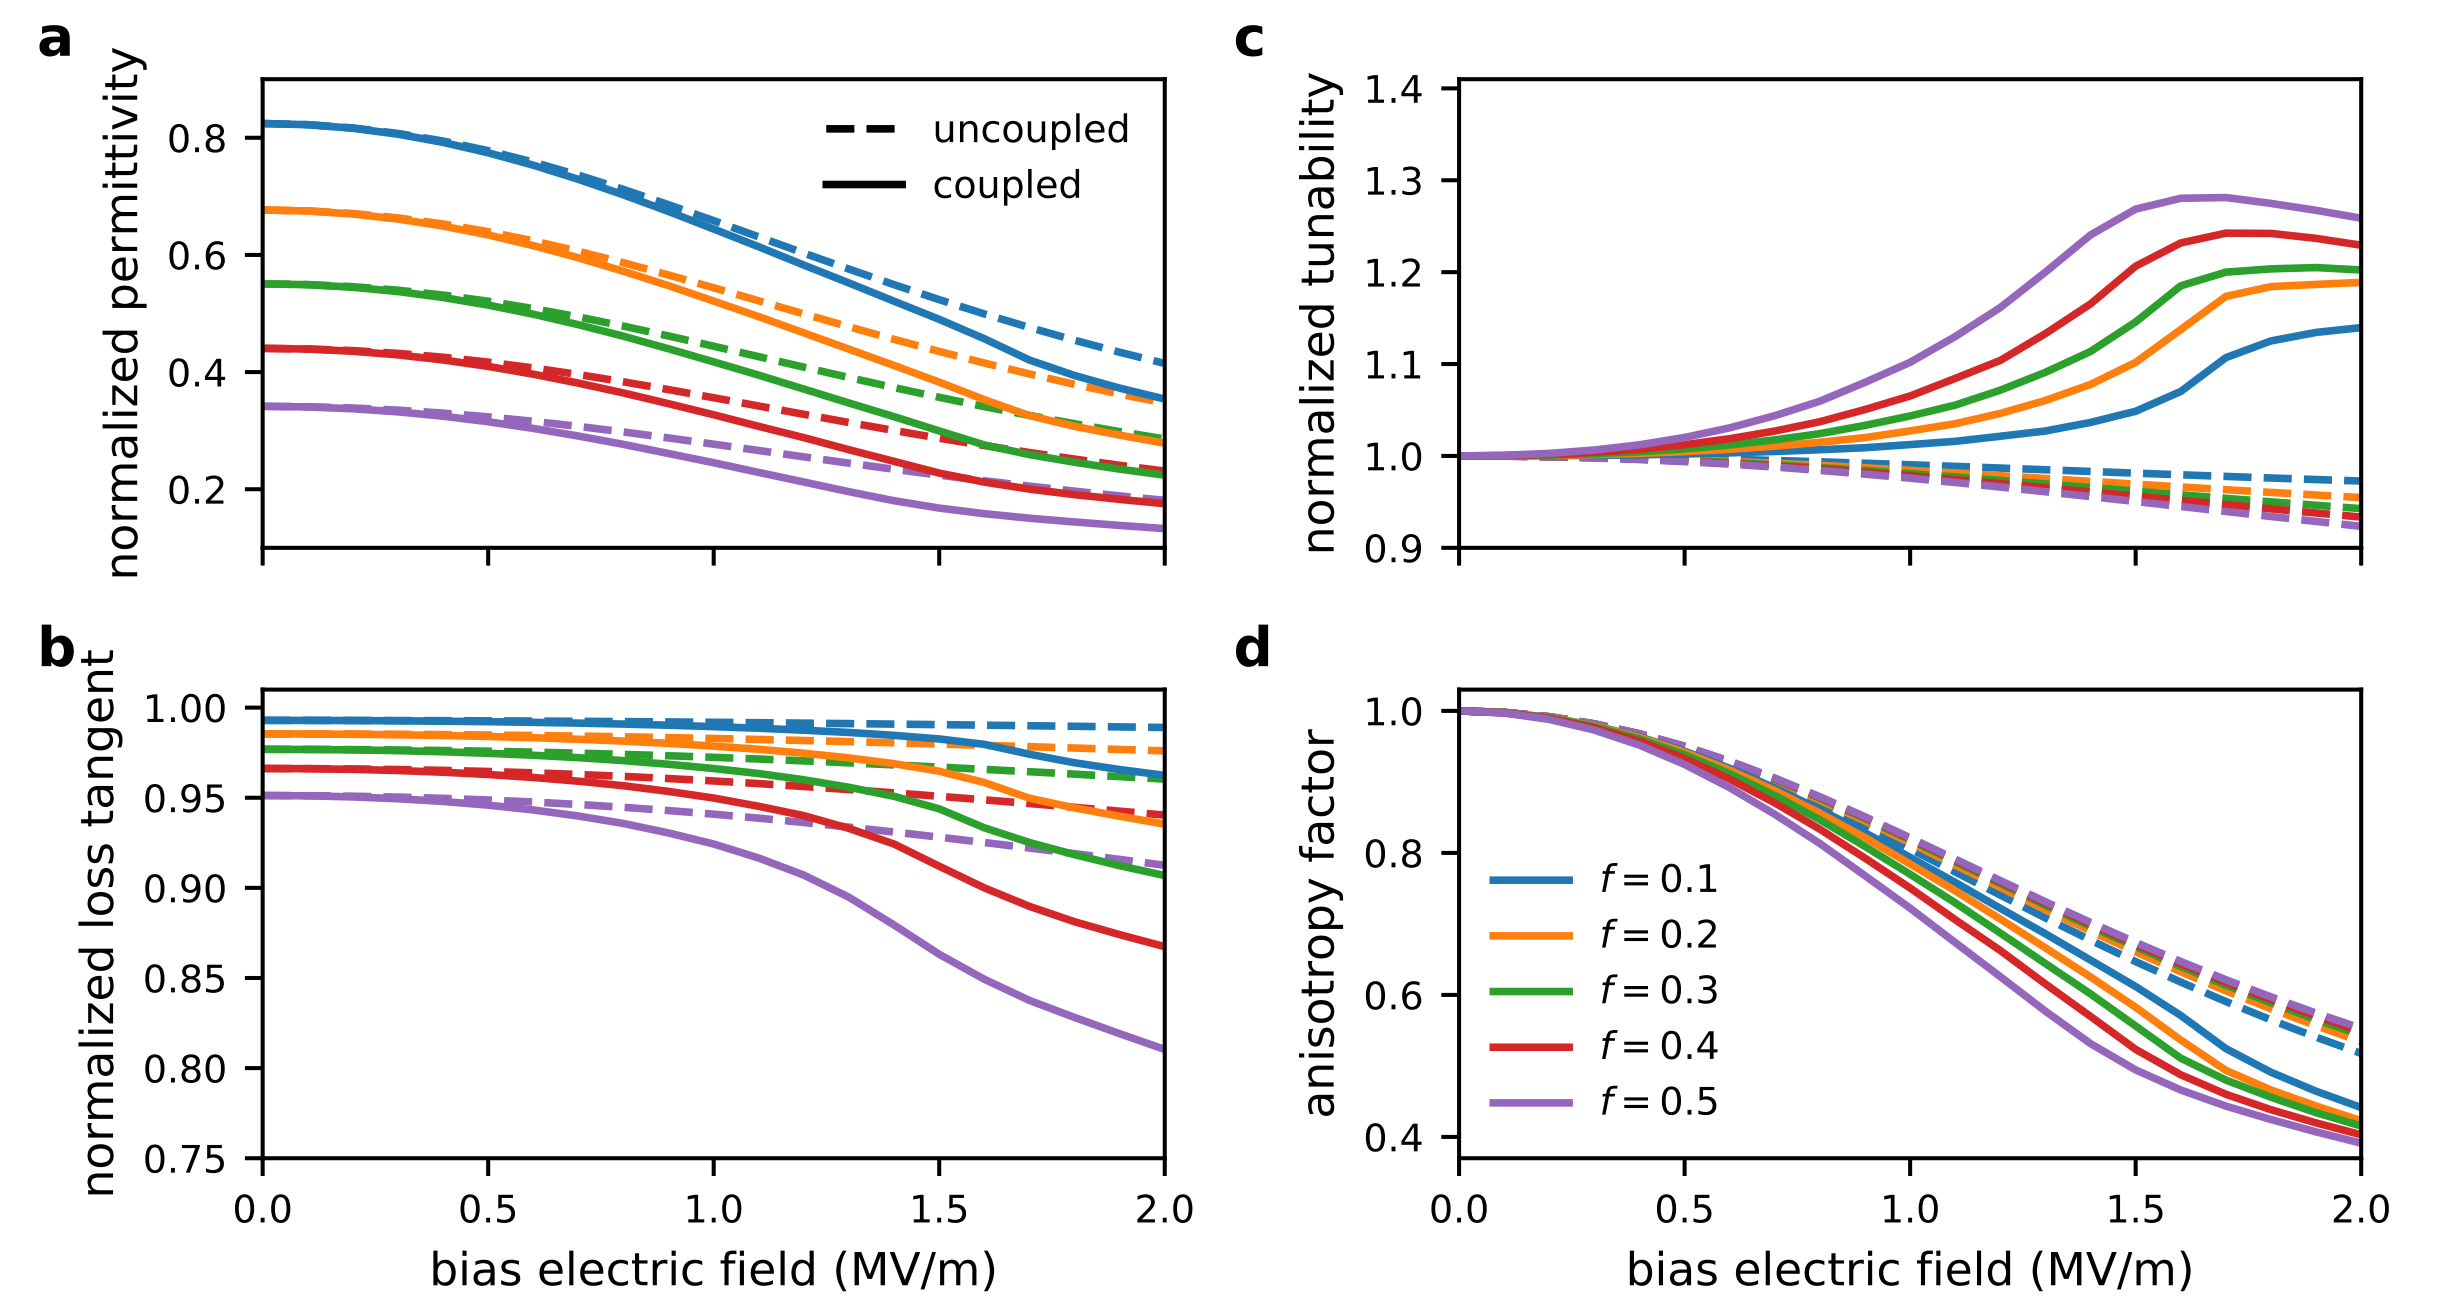 a
normalized permittivity
0.8
0.6
0.4
0.2
uncoupled
coupled
c
normalized tunability
1.4
1.3
1.2
1.1
1.0
0.9
b
normalized loss tangent
1.00
0.95
0.90
0.85
0.80
0.75
0.0 0.5 1.0 1.5 2.0
bias electric field (MV/m)
d
anisotropy factor
1.0
0.8
0.6
0.4
f = 0.1
f = 0.2
f = 0.3
f = 0.4
f = 0.5
0.0 0.5 1.0 1.5 2.0
bias electric field (MV/m)